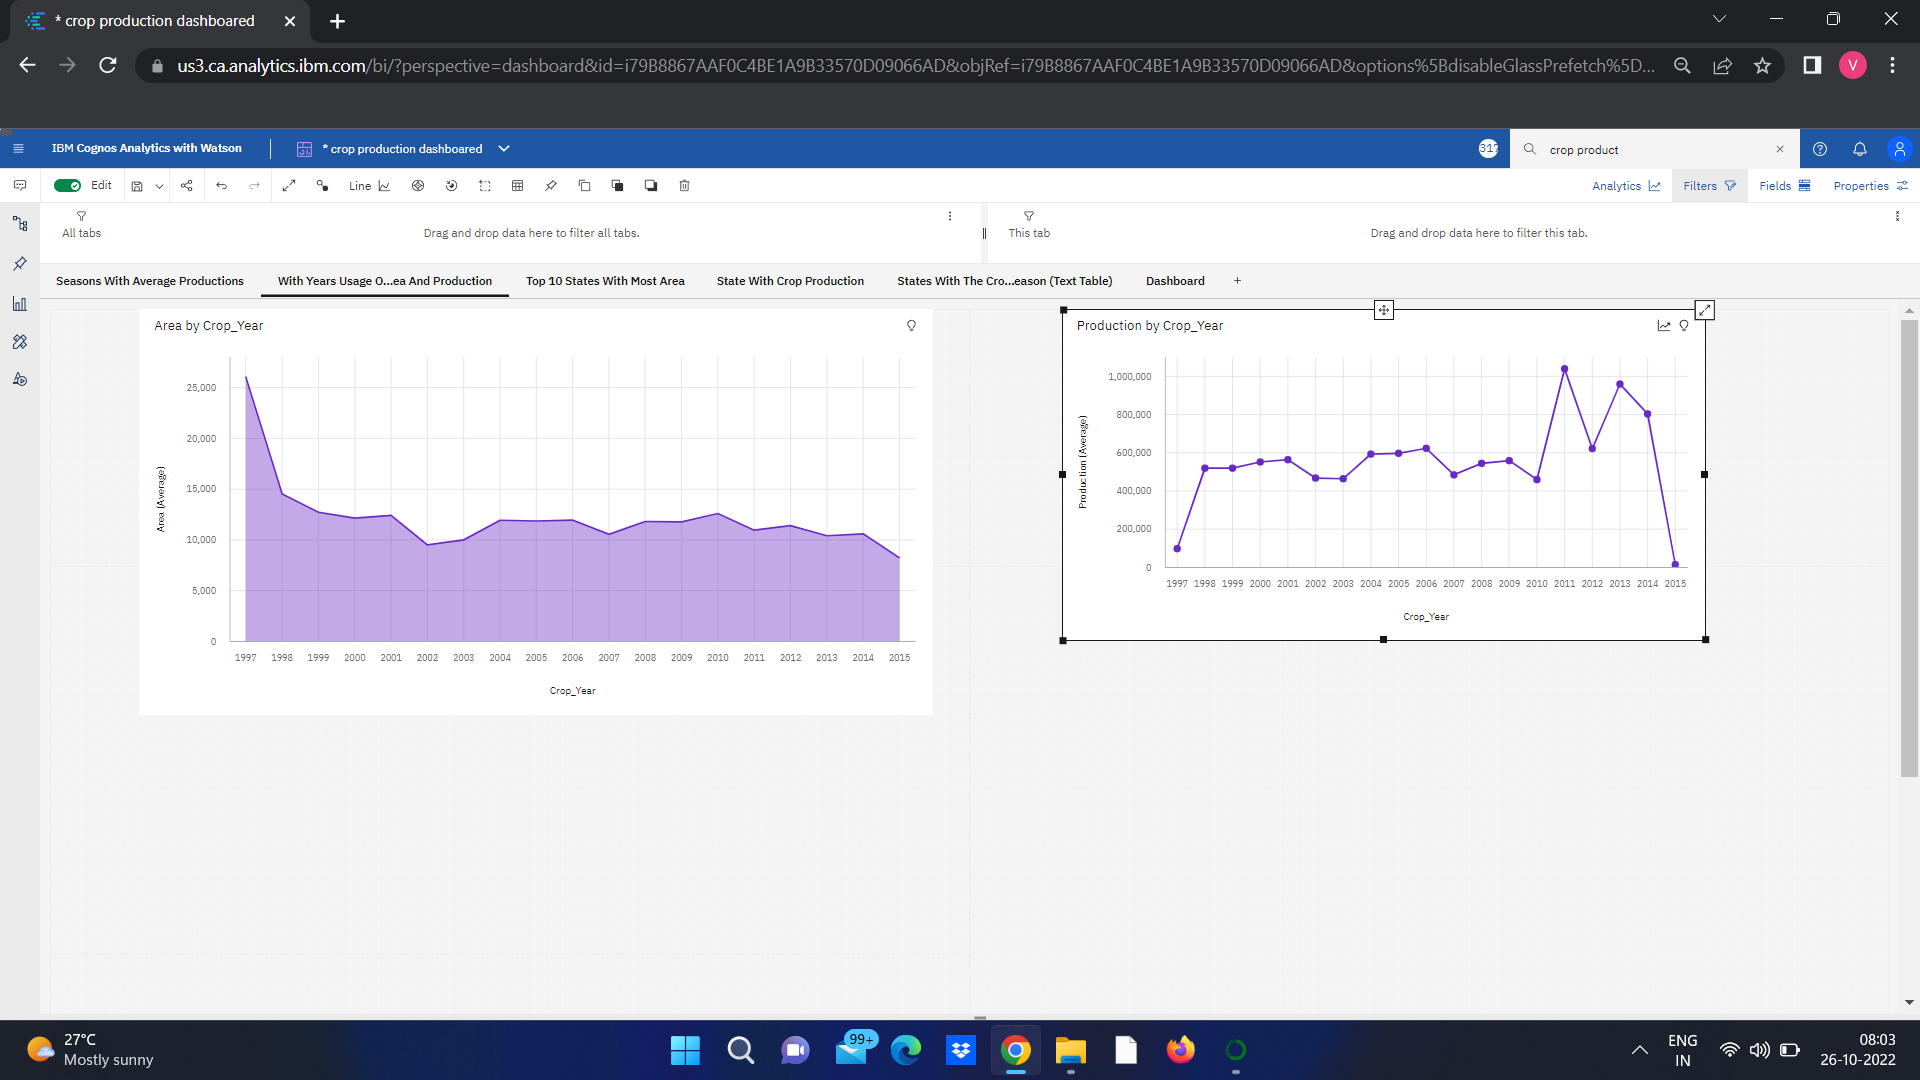 * crop production dashboared
us3.ca.analytics.ibm.com/bi/?perspective=dashboard&id=i79B8867AAF0C4BE1A9B33570D09066AD&objRef=i79B8867AAF0C4BE1A9B33570D09066AD&options%5BdisableGlassPrefetch%5D...
V
IBM Cognos Analytics with Watson
* crop production dashboared
317
crop product
Edit
Line
Analytics
Filters
Fields
Properties
All tabs
Drag and drop data here to filter all tabs.
This tab
Drag and drop data here to filter this tab.
Seasons With Average Productions
With Years Usage O...ea And Production
Top 10 States With Most Area
State With Crop Production
States With The Cro...eason (Text Table)
Dashboard
+
Area by Crop_Year
Area (Average)
25,000
20,000
15,000
10,000
5,000
0
1997 1998 1999 2000 2001 2002 2003 2004 2005 2006 2007 2008 2009 2010 2011 2012 2013 2014 2015
Crop_Year
Production by Crop_Year
Production (Average)
1,000,000
800,000
600,000
400,000
200,000
0
1997 1998 1999 2000 2001 2002 2003 2004 2005 2006 2007 2008 2009 2010 2011 2012 2013 2014 2015
Crop_Year
27°C
Mostly sunny
99+
ENG
IN
08:03
26-10-2022